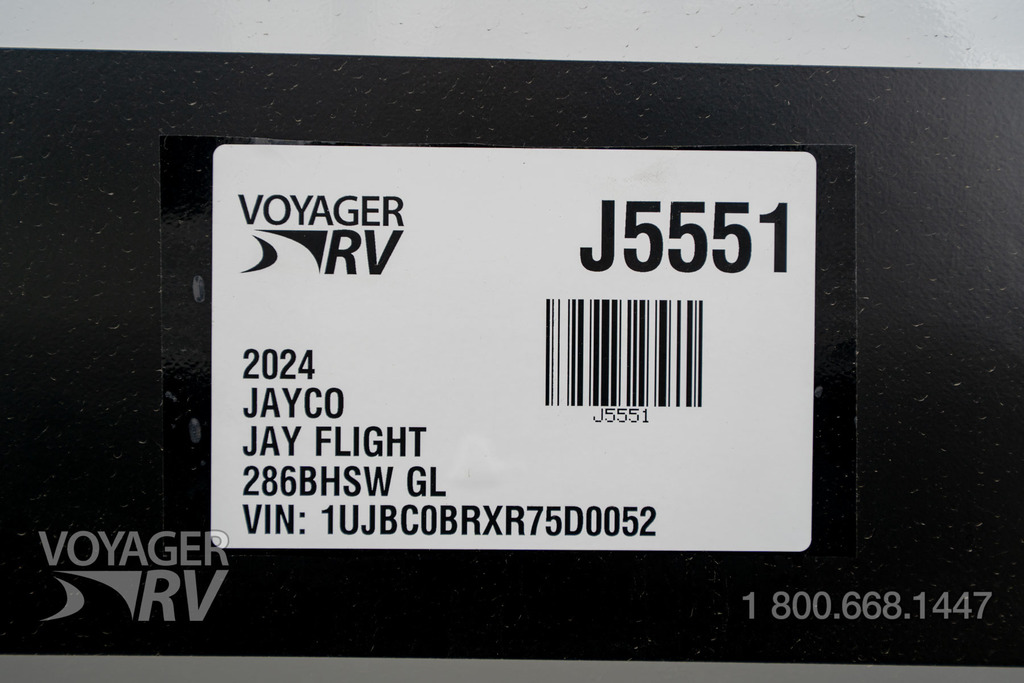 VOYAGER
RV
J5551
J5551
2024
JAYCO
JAY FLIGHT
286BHSW GL
VIN: 1UJBC0BRXR75D0052
VOYAGER®
RV
1 800.668.1447